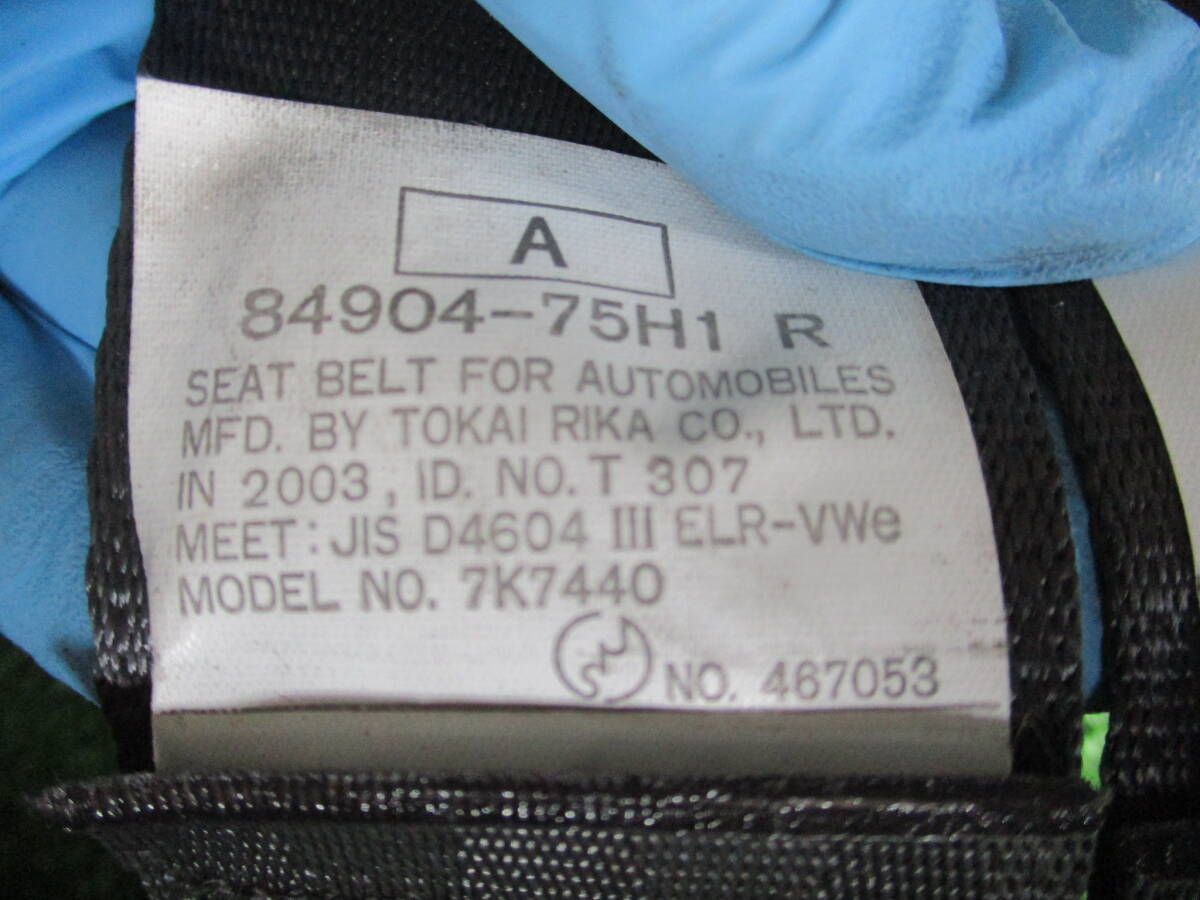 A
84904-75H1 R
SEAT BELT FOR AUTOMOBILES
MFD. BY TOKAI RIKA CO., LTD.
IN 2003, ID. NO. T 307
MEET: JIS D4604 III ELR-VWe
MODEL NO. 7K7440
NO. 467053